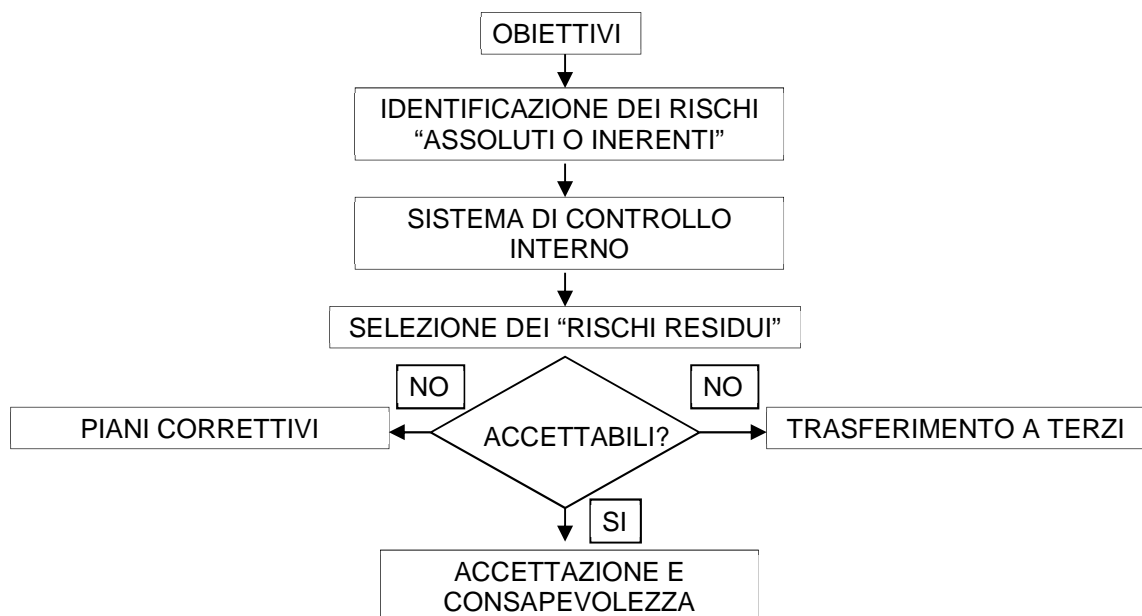 OBIETTIVI
IDENTIFICAZIONE DEI RISCHI
“ASSOLUTI O INERENTI”
SISTEMA DI CONTROLLO
INTERNO
SELEZIONE DEI “RISCHI RESIDUI”
NO
NO
PIANI CORRETTIVI
ACCETTABILI?
TRASFERIMENTO A TERZI
SI
ACCETTAZIONE E
CONSAPEVOLEZZA